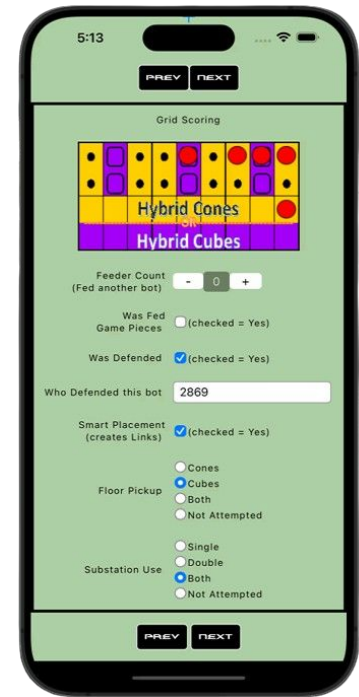 5:13
PREV NEXT
Grid Scoring
Hybrid Cones
OR
Hybrid Cubes
Feeder Count
(Fed another bot)
- 0 +
Was Fed
Game Pieces
(checked = Yes)
Was Defended (checked = Yes)
Who Defended this bot 2869
Smart Placement
(creates Links)
(checked = Yes)
Floor Pickup
Cones
Cubes
Both
Not Attempted
Substation Use
Single
Double
Both
Not Attempted
PREV NEXT